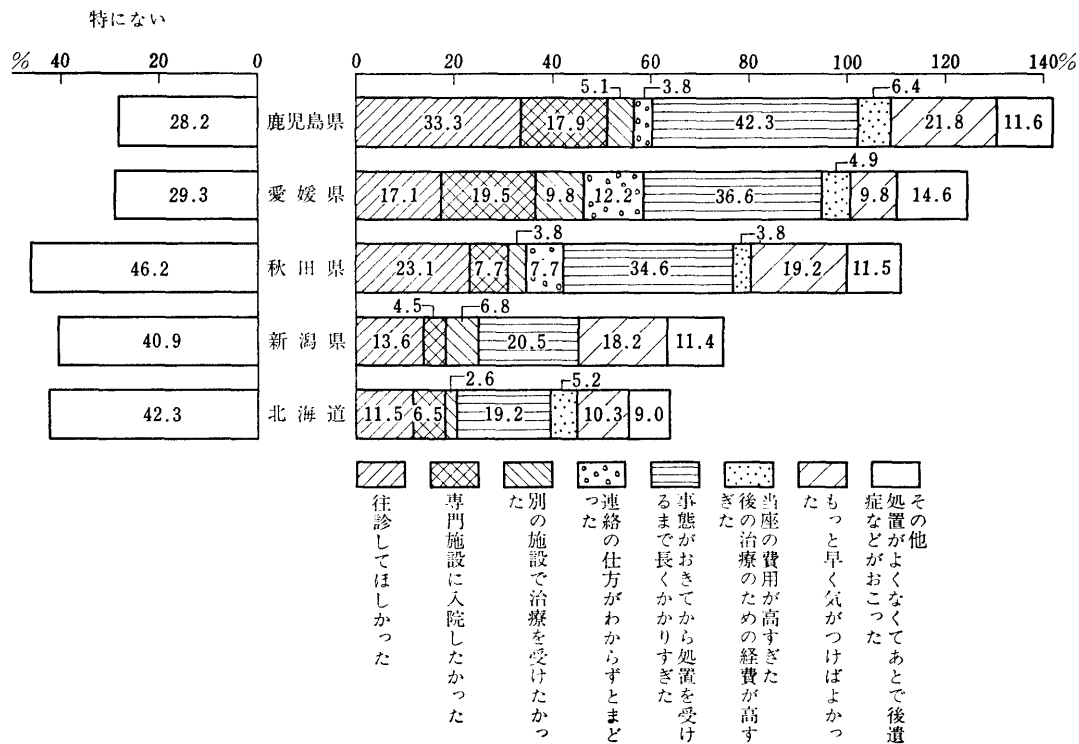 特にない
% 40 20 0 0 20 40 60 80 100 120 140%
5.1 3.8 6.4
28.2 鹿児島県 33.3 17.9 42.3 21.8 11.6
4.9
29.3 愛媛県 17.1 19.5 9.8 12.2 36.6 9.8 14.6
3.8 3.8
46.2 秋田県 23.1 7.7 7.7 34.6 19.2 11.5
4.5 6.8
40.9 新潟県 13.6 20.5 18.2 11.4
2.6 5.2
42.3 北海道 11.5 6.5 19.2 10.3 9.0
往診してほしかった
専門施設に入院したかった
別の施設で治療を受けたかっ
た
連絡の仕方がわからずとまど
った
事態がおきてから処置を受け
るまで長くかかりすぎた
当座の費用が高すぎた
後の治療のための経費が高す
ぎた
もっと早く気がつけばよかっ
た
その他
処置がよくなくてあとで後遺
症などがおこった